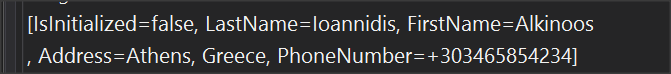 [IsInitialized=false, LastName=Ioannidis, FirstName=Alkinoos
, Address=Athens, Greece, PhoneNumber=+303465854234]